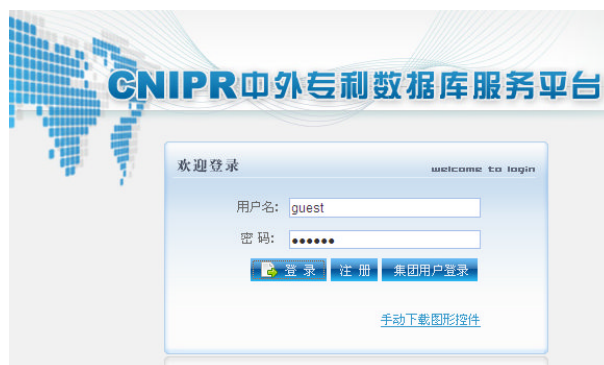 CNIPR中外专利数据库服务平台
欢迎登录 welcome to login
用户名: guest
密 码: ●●●●●●
登 录 注 册 集团用户登录
手动下载图形控件